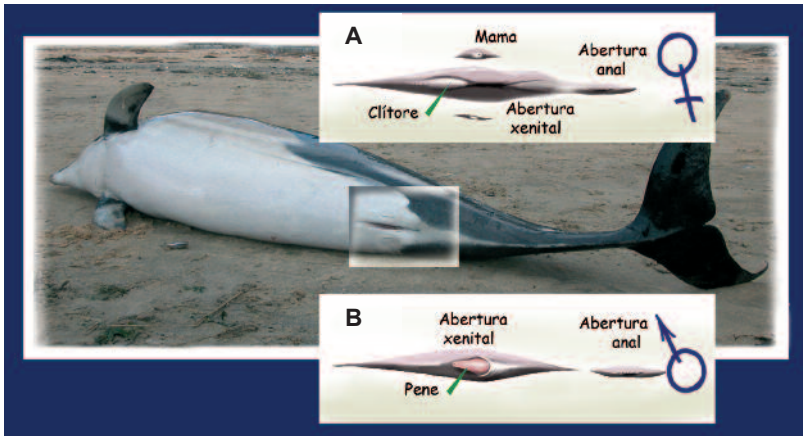 A
Mama
Abertura
anal
Clítore
Abertura
xenital
B
Abertura
xenital
Abertura
anal
Pene